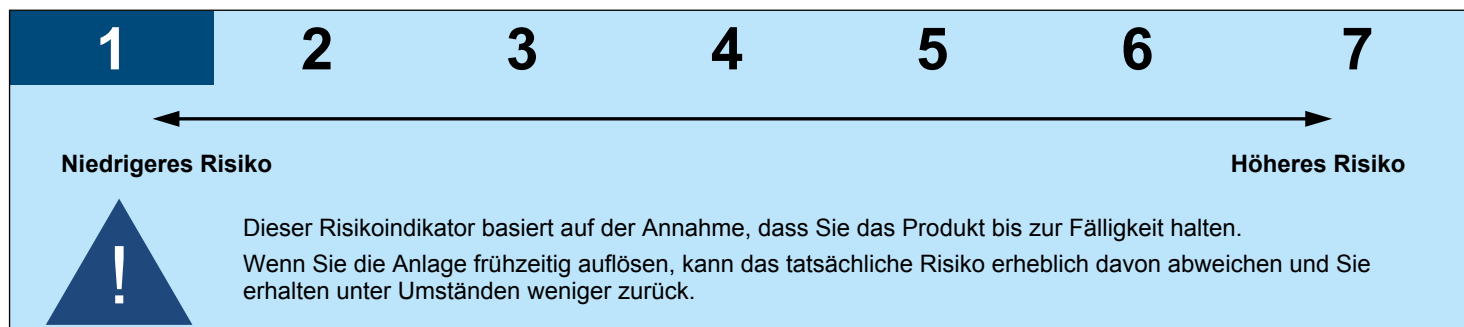 1 2 3 4 5 6 7
Niedrigeres Risiko Höheres Risiko
!
Dieser Risikoindikator basiert auf der Annahme, dass Sie das Produkt bis zur Fälligkeit halten.
Wenn Sie die Anlage frühzeitig auflösen, kann das tatsächliche Risiko erheblich davon abweichen und Sie
erhalten unter Umständen weniger zurück.